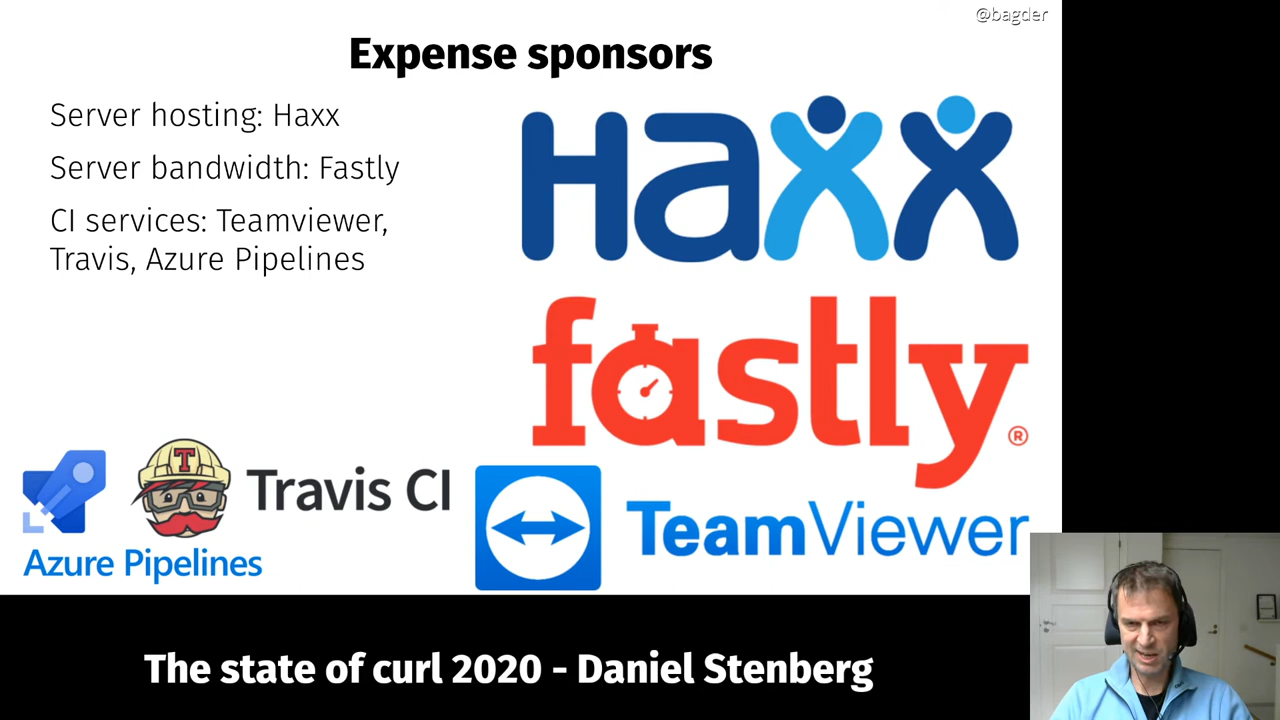 @bagder
Expense sponsors
Server hosting: Haxx
Server bandwidth: Fastly
CI services: Teamviewer,
Travis, Azure Pipelines
Haxx
fastly®
T
Travis CI
TeamViewer
Azure Pipelines
The state of curl 2020 - Daniel Stenberg